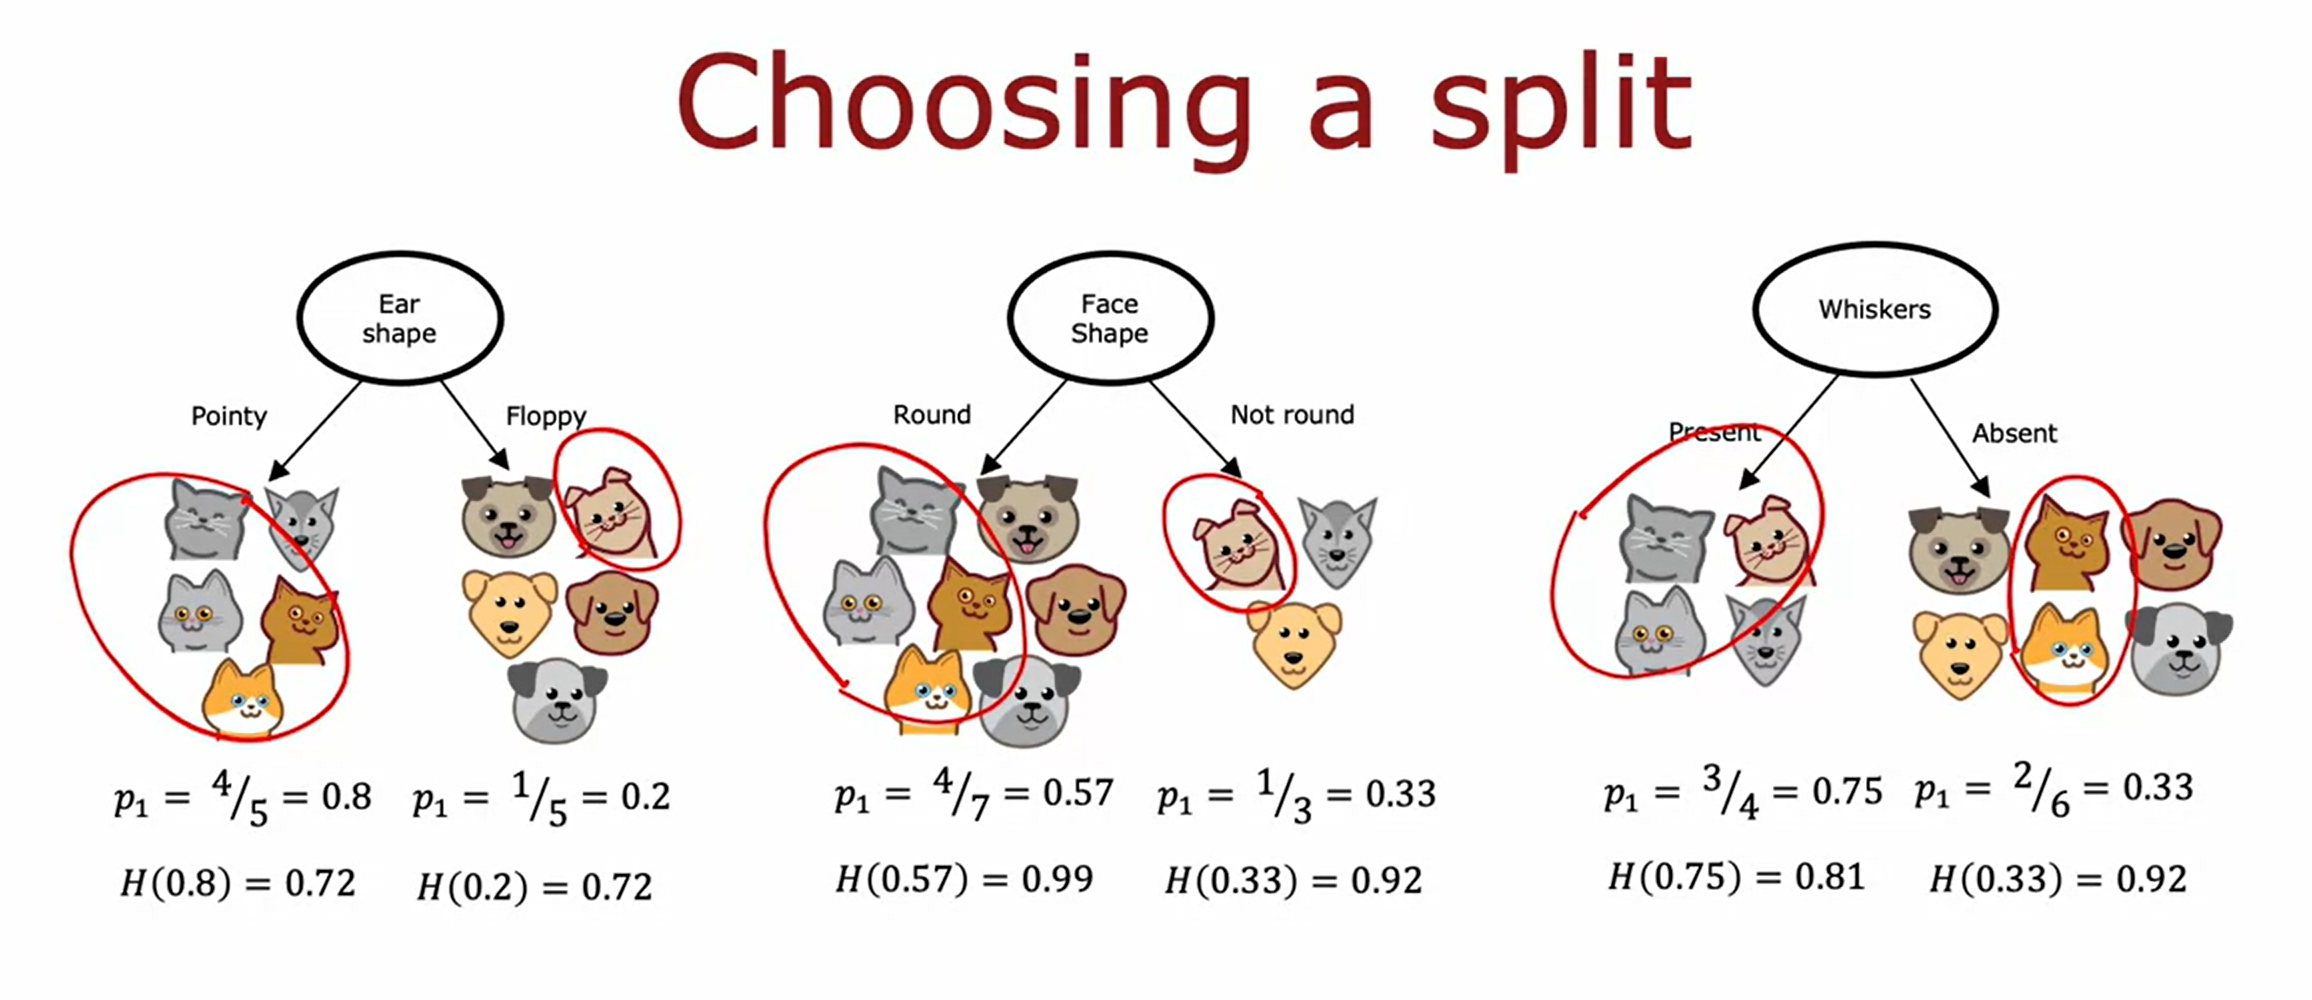 Choosing a split
Ear
shape
Pointy
Floppy
p₁ = 4/5 = 0.8
p₁ = 1/5 = 0.2
H(0.8) = 0.72
H(0.2) = 0.72
Face
Shape
Round
Not round
p₁ = 4/7 = 0.57
p₁ = 1/3 = 0.33
H(0.57) = 0.99
H(0.33) = 0.92
Whiskers
Present
Absent
p₁ = 3/4 = 0.75
p₁ = 2/6 = 0.33
H(0.75) = 0.81
H(0.33) = 0.92